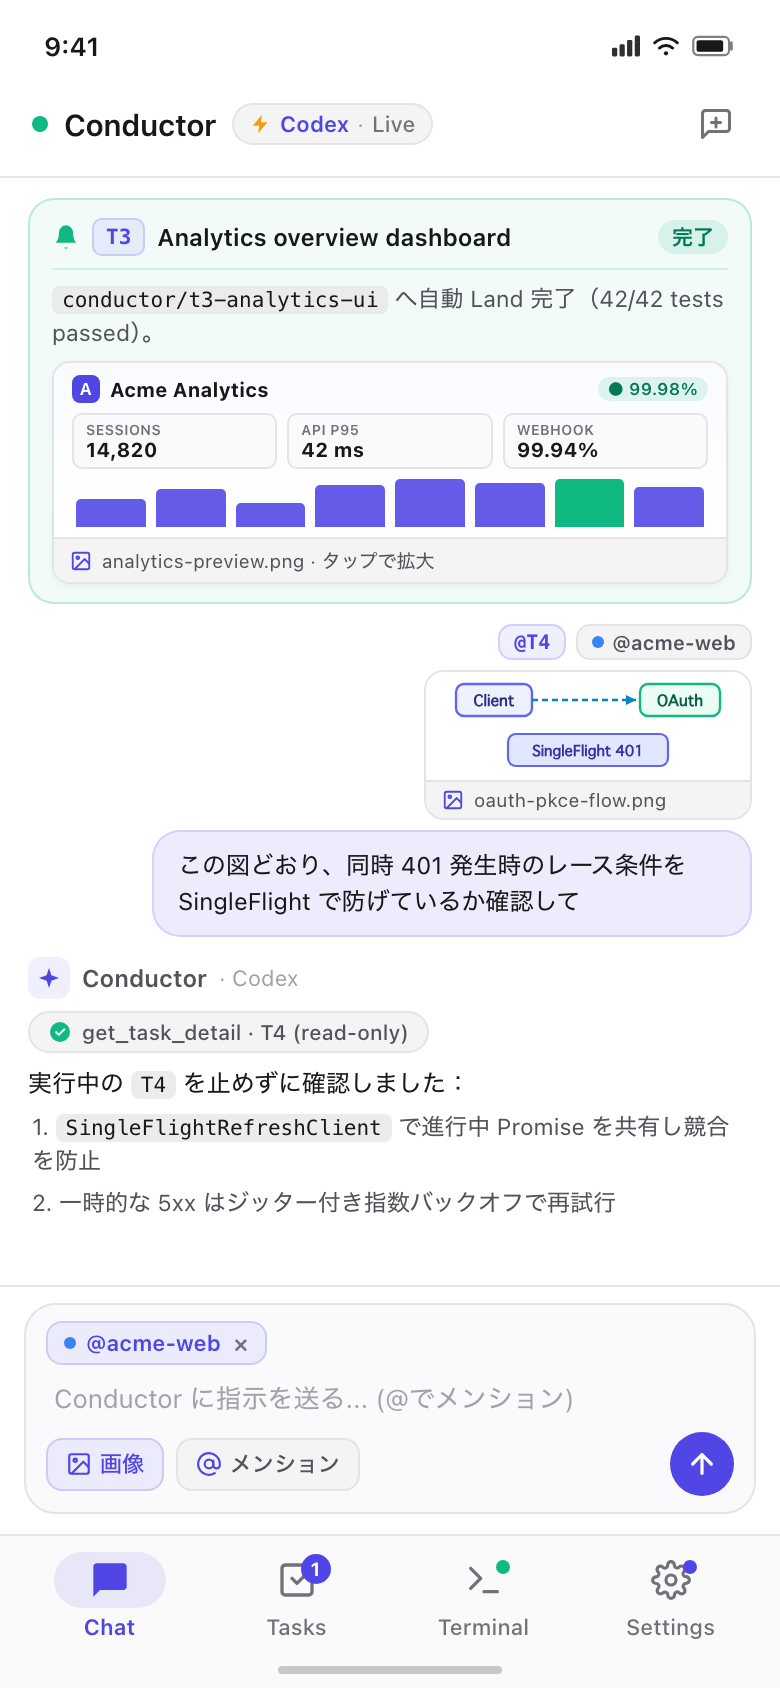 9:41
Conductor
Codex · Live
T3 Analytics overview dashboard 完了
conductor/t3-analytics-ui へ自動 Land 完了（42/42 tests
passed）。
A Acme Analytics 99.98%
SESSIONS API P95 WEBHOOK
14,820 42 ms 99.94%
analytics-preview.png · タップで拡大
@T4 @acme-web
Client OAuth
SingleFlight 401
oauth-pkce-flow.png
この図どおり、同時 401 発生時のレース条件を
SingleFlight で防げているか確認して
Conductor · Codex
get_task_detail · T4 (read-only)
実行中の T4 を止めずに確認しました：
1. SingleFlightRefreshClient で進行中 Promise を共有し競合
を防止
2. 一時的な 5xx はジッター付き指数バックオフで再試行
@acme-web ×
Conductor に指示を送る... (@でメンション)
画像 メンション
1
Chat Tasks Terminal Settings